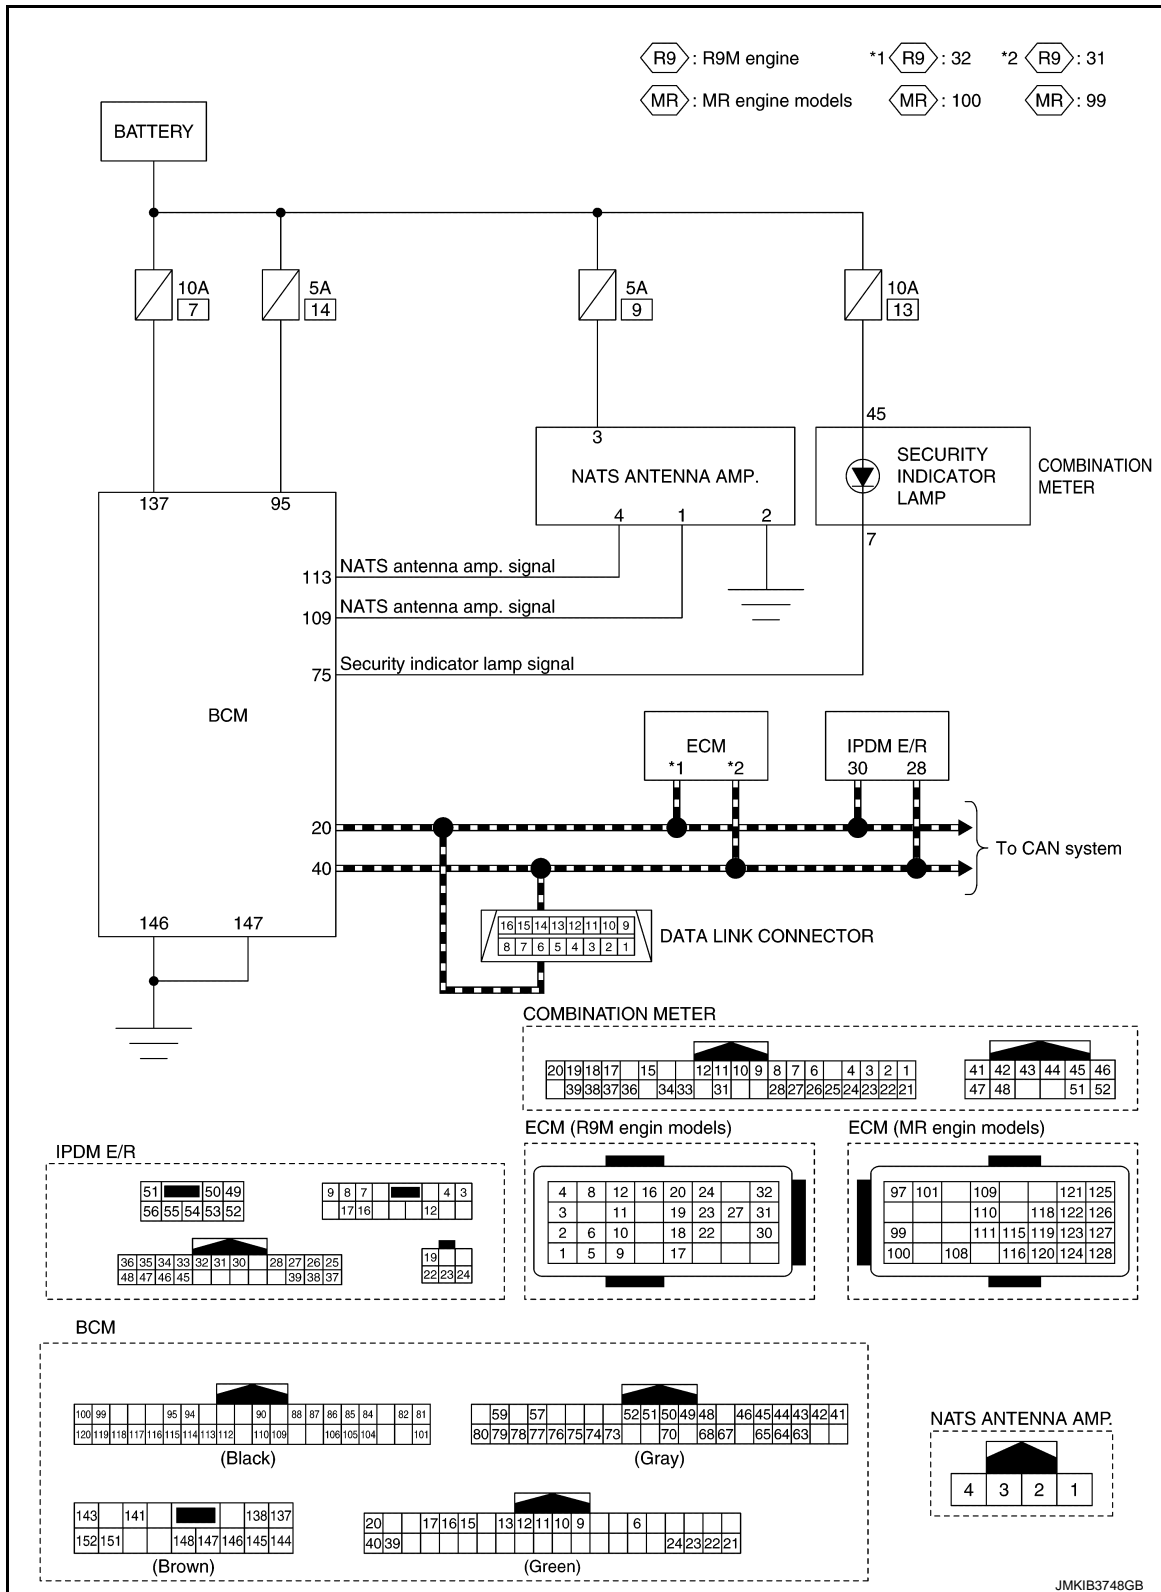 R9 : R9M engine *1 R9 : 32 *2 R9 : 31
MR : MR engine models MR : 100 MR : 99
BATTERY
10A 5A 5A 10A
7 14 9 13
45
3
SECURITY
INDICATOR
LAMP
NATS ANTENNA AMP.
COMBINATION
METER
137 95
4 1 2
7
113 NATS antenna amp. signal
109 NATS antenna amp. signal
75 Security indicator lamp signal
BCM
ECM IPDM E/R
*1 *2 30 28
20
40
To CAN system
146 147
16 15 14 13 12 11 10 9
8 7 6 5 4 3 2 1
DATA LINK CONNECTOR
COMBINATION METER
20 19 18 17 15 12 11 10 9 8 7 6 4 3 2 1
39 38 37 36 34 33 31 28 27 26 25 24 23 22 21
41 42 43 44 45 46
47 48 51 52
IPDM E/R
51 50 49
56 55 54 53 52
9 8 7 4 3
17 16 12
36 35 34 33 32 31 30 28 27 26 25
48 47 46 45 39 38 37
19
22 23 24
ECM (R9M engin models)
4 8 12 16 20 24 32
3 11 19 23 27 31
2 6 10 18 22 30
1 5 9 17
ECM (MR engin models)
97 101 109 121 125
110 118 122 126
99 111 115 119 123 127
100 108 116 120 124 128
BCM
100 99 95 94 90 88 87 86 85 84 82 81
120 119 118 117 116 115 114 113 112 110 109 106 105 104 101
(Black)
59 57 52 51 50 49 48 46 45 44 43 42 41
80 79 78 77 76 75 74 73 70 68 67 65 64 63
(Gray)
143 141 138 137
152 151 148 147 146 145 144
(Brown)
20 17 16 15 13 12 11 10 9 6
40 39 24 23 22 21
(Green)
NATS ANTENNA AMP.
4 3 2 1
JMKIB3748GB